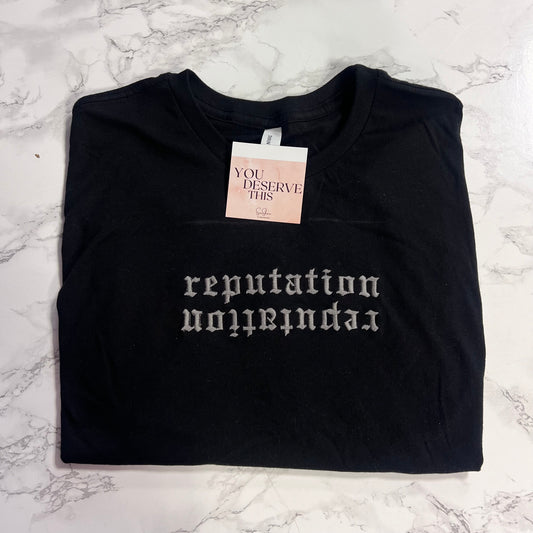 YOU
DESERVE
THIS
reputation
reputation